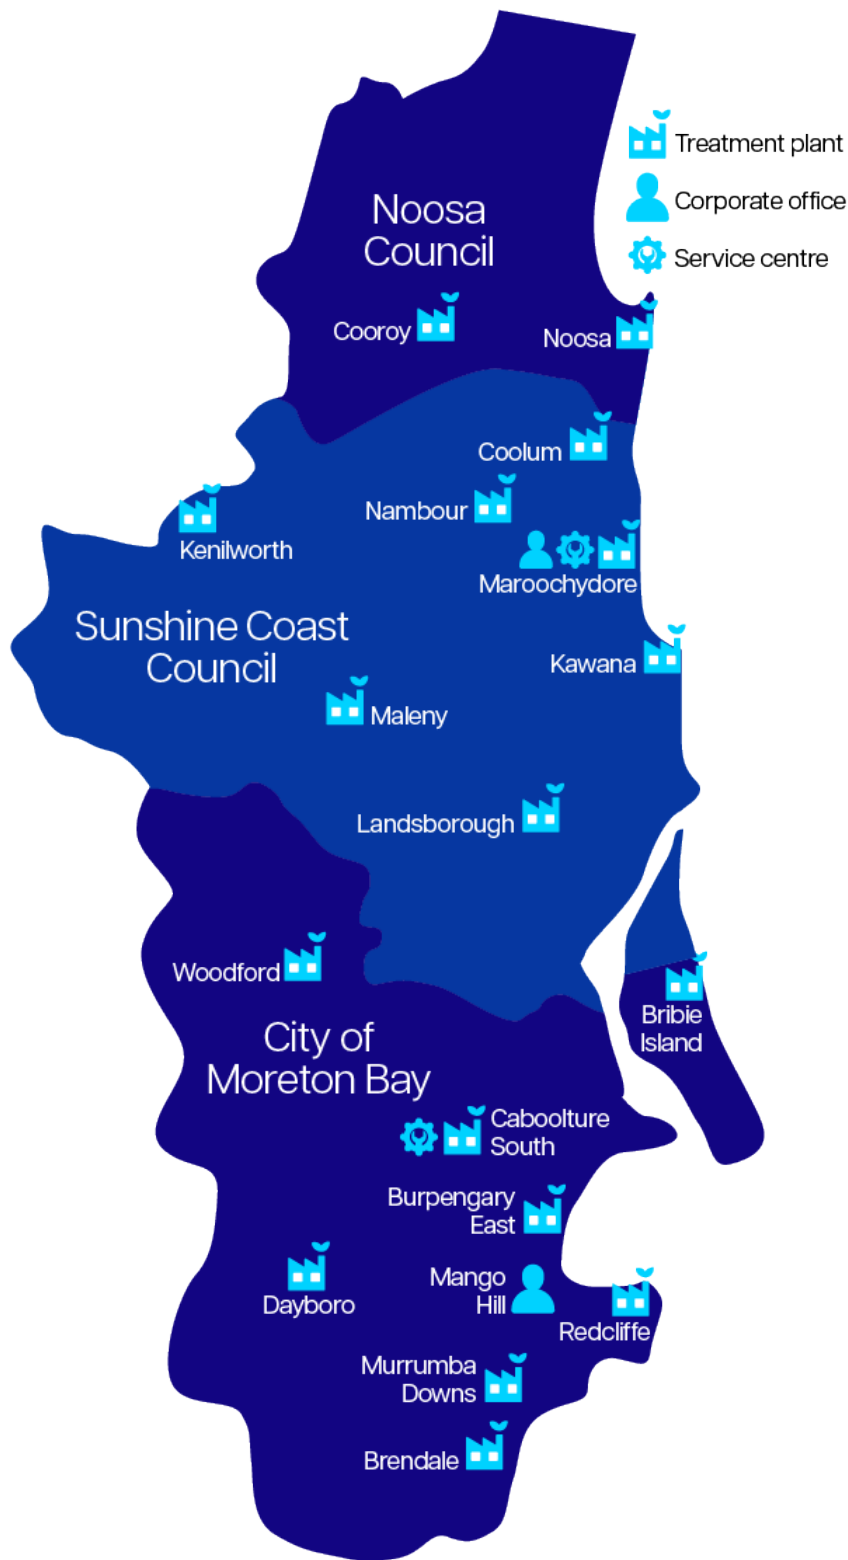 Treatment plant
Corporate office
Service centre
Noosa
Council
Cooroy
Noosa
Coolum
Nambour
Kenilworth
Maroochydore
Sunshine Coast
Council
Kawana
Maleny
Landsborough
Woodford
Bribie
Island
City of
Moreton Bay
Caboolture
South
Burpengary
East
Mango
Hill
Dayboro
Redcliffe
Murrumba
Downs
Brendale